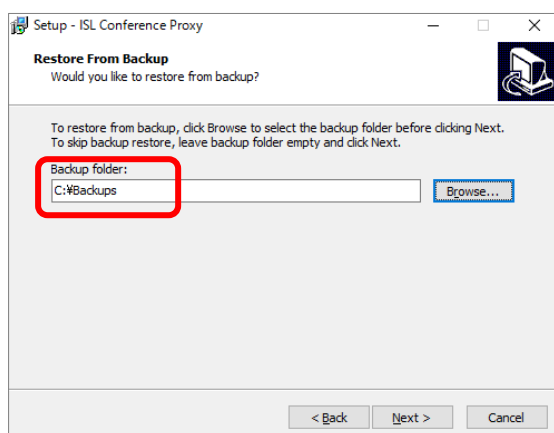 Setup - ISL Conference Proxy
Restore From Backup
Would you like to restore from backup?
To restore from backup, click Browse to select the backup folder before clicking Next.
To skip backup restore, leave backup folder empty and click Next.
Backup folder:
C:¥Backups
Browse...
< Back
Next >
Cancel